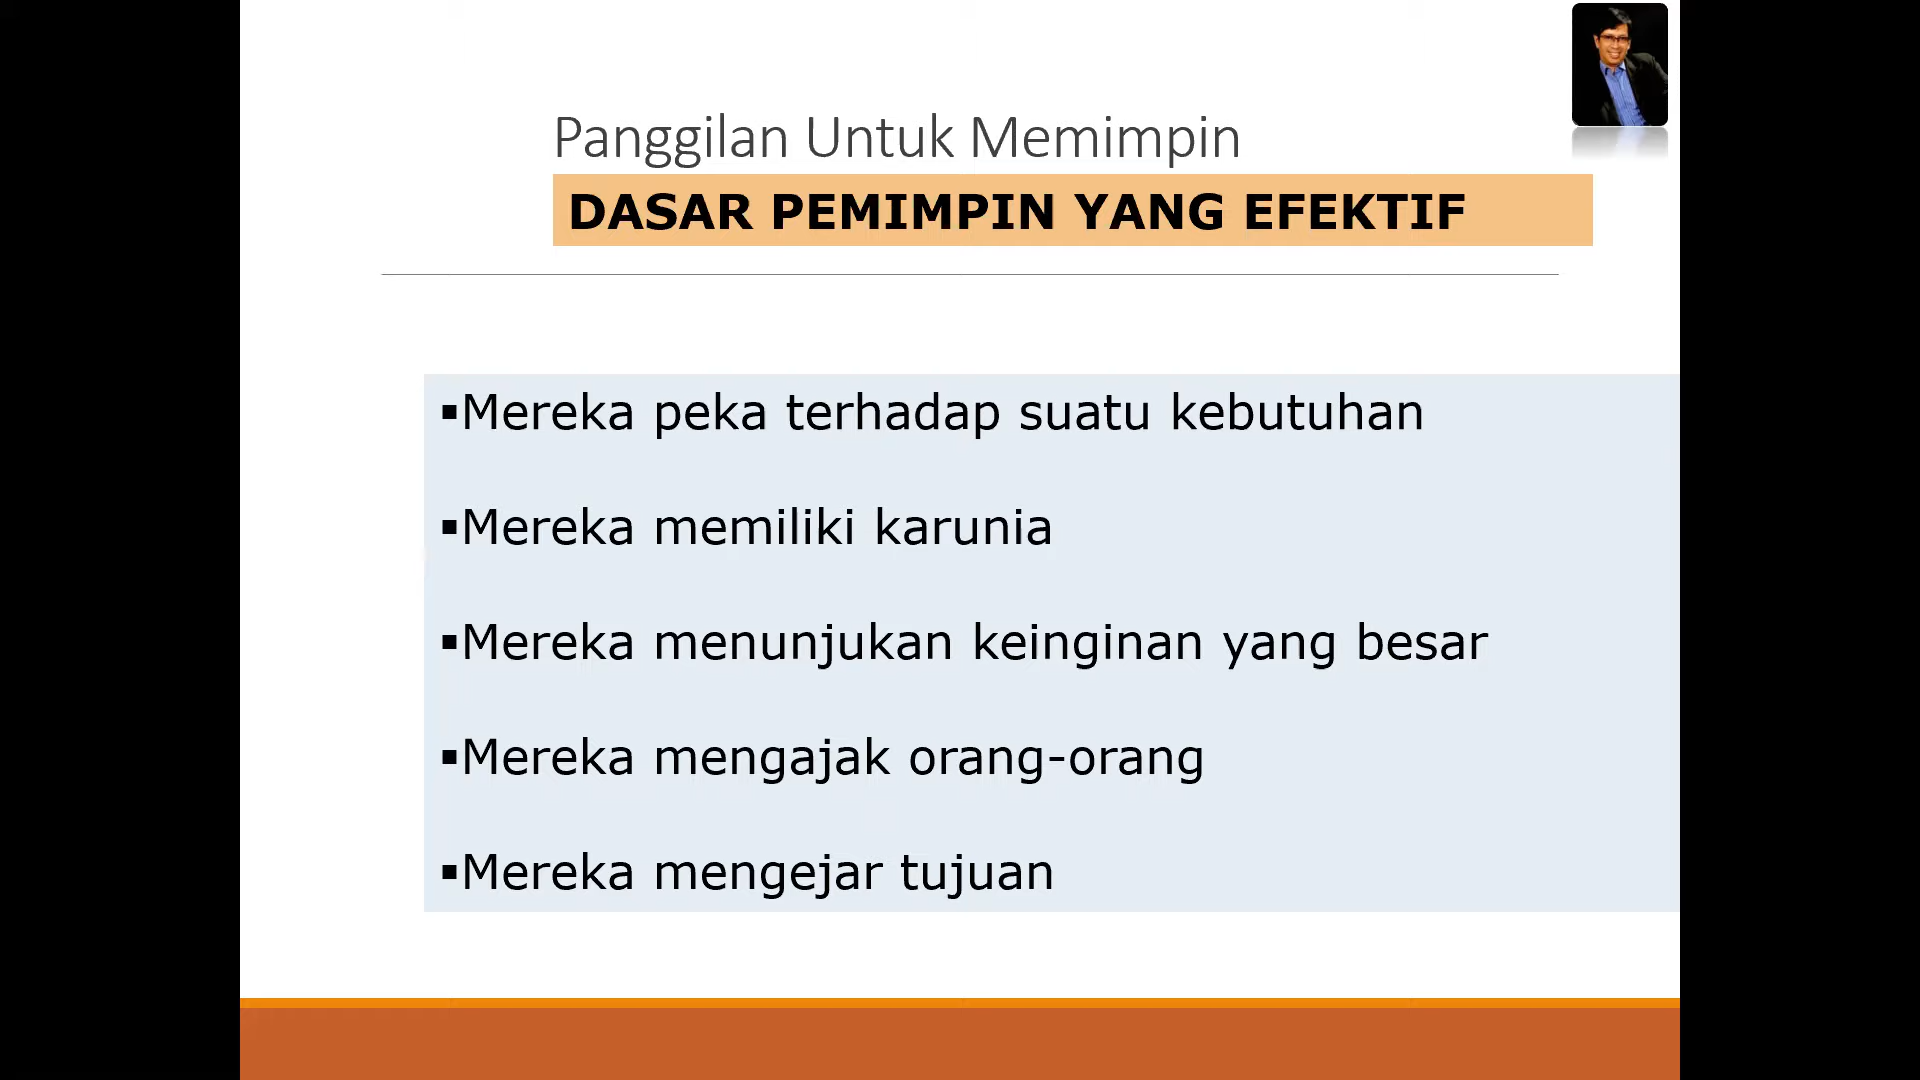 Panggilan Untuk Memimpin
DASAR PEMIMPIN YANG EFEKTIF
▪Mereka peka terhadap suatu kebutuhan
▪Mereka memiliki karunia
▪Mereka menunjukan keinginan yang besar
▪Mereka mengajak orang-orang
▪Mereka mengejar tujuan